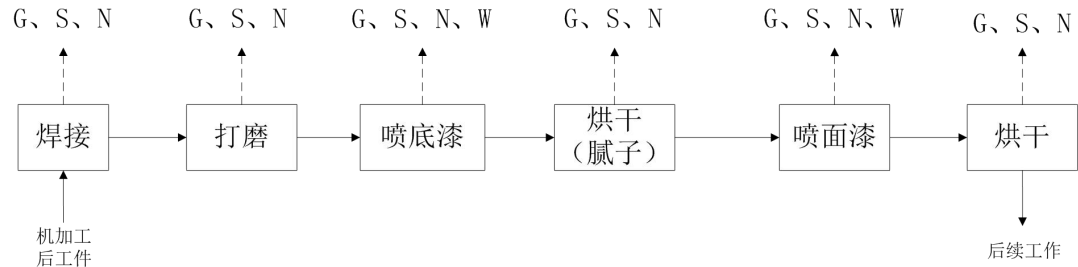 G、S、N
G、S、N
G、S、N、W
G、S、N
G、S、N、W
G、S、N
焊接
打磨
喷底漆
烘干
（腻子）
喷面漆
烘干
机加工
后工件
后续工作